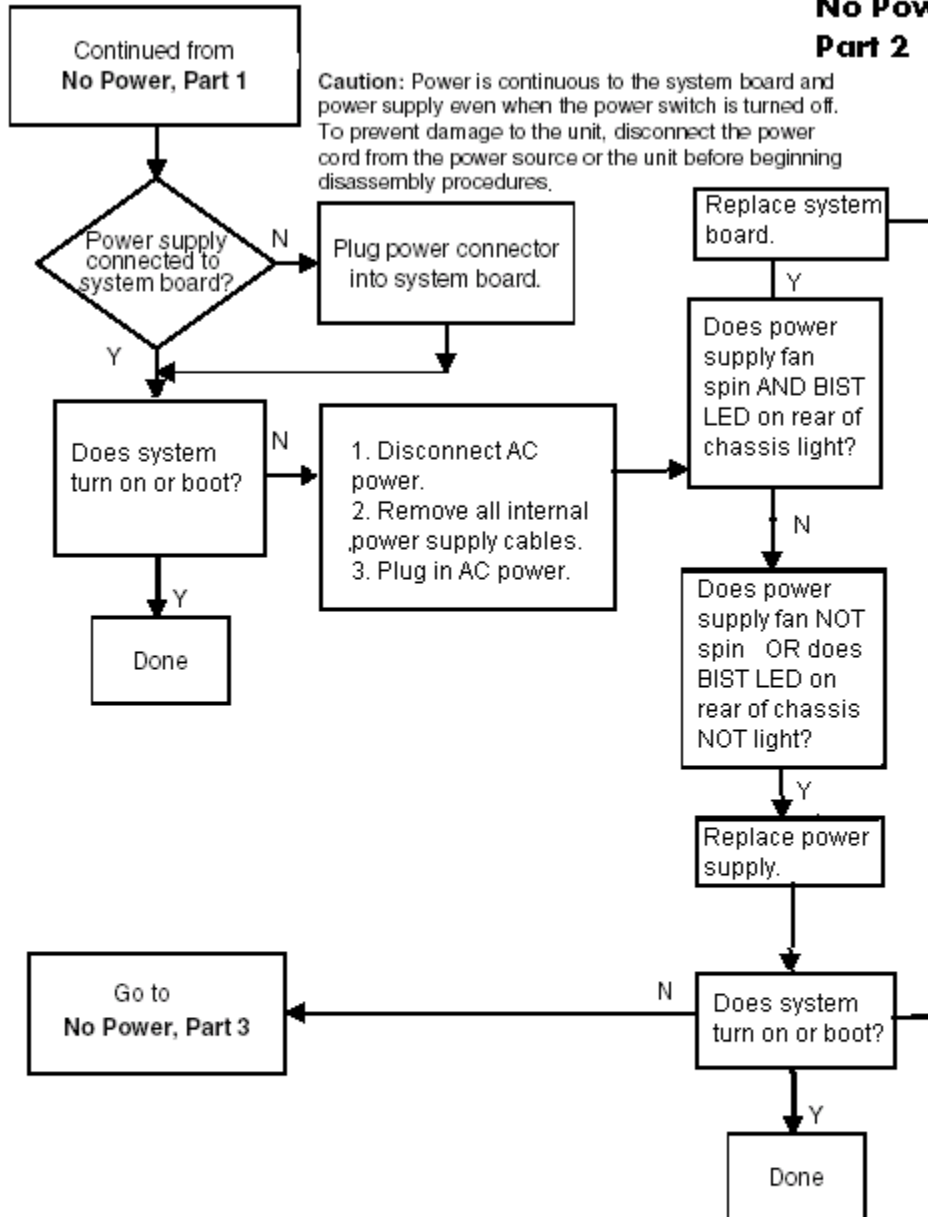 No Pow
Part 2
Continued from
No Power, Part 1
Caution: Power is continuous to the system board and
power supply even when the power switch is turned off.
To prevent damage to the unit, disconnect the power
cord from the power source or the unit before beginning
disassembly procedures.
Power supply
connected to
system board?
N
Plug power connector
into system board.
Y
Does system
turn on or boot?
N
1. Disconnect AC
power.
2. Remove all internal
power supply cables.
3. Plug in AC power.
Y
Done
Replace system
board.
Y
Does power
supply fan
spin AND BIST
LED on rear of
chassis light?
N
Does power
supply fan NOT
spin OR does
BIST LED on
rear of chassis
NOT light?
Y
Replace power
supply.
Does system
turn on or boot?
N
Go to
No Power, Part 3
Y
Done